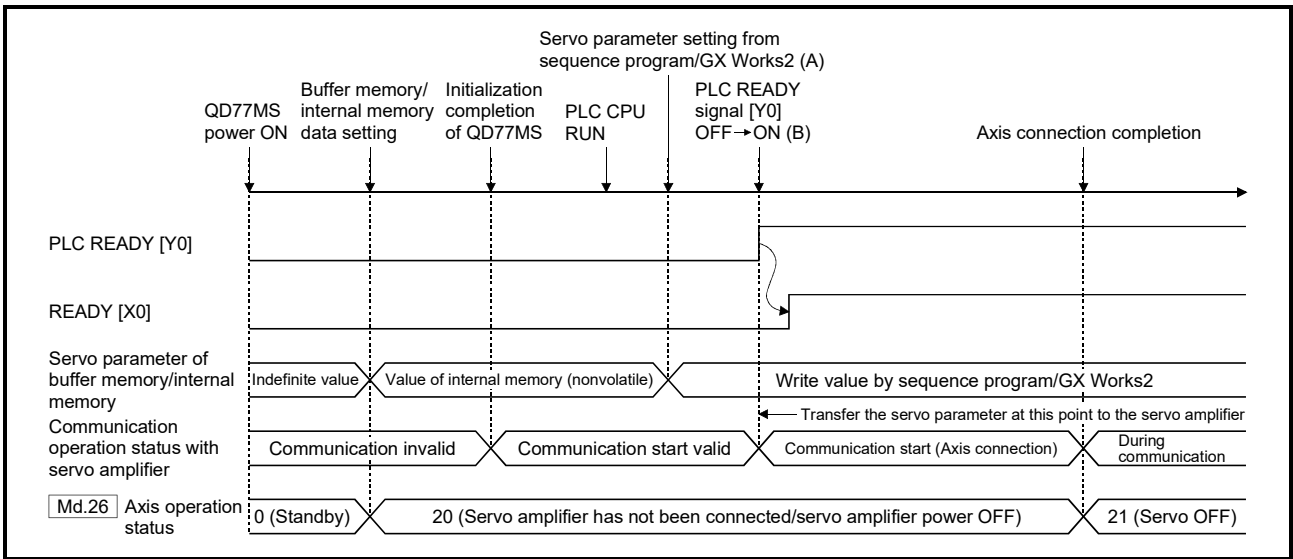 Servo parameter setting from
sequence program/GX Works2 (A)
QD77MS
power ON
Buffer memory/
internal memory
data setting
Initialization
completion
of QD77MS
PLC CPU
RUN
PLC READY
signal [Y0]
OFF→ON (B)
Axis connection completion
PLC READY [Y0]
READY [X0]
Servo parameter of
buffer memory/internal
memory
Indefinite value
Value of internal memory (nonvolatile)
Write value by sequence program/GX Works2
Transfer the servo parameter at this point to the servo amplifier
Communication
operation status with
servo amplifier
Communication invalid
Communication start valid
Communication start (Axis connection)
During
communication
Md.26 Axis operation
status
0 (Standby)
20 (Servo amplifier has not been connected/servo amplifier power OFF)
21 (Servo OFF)